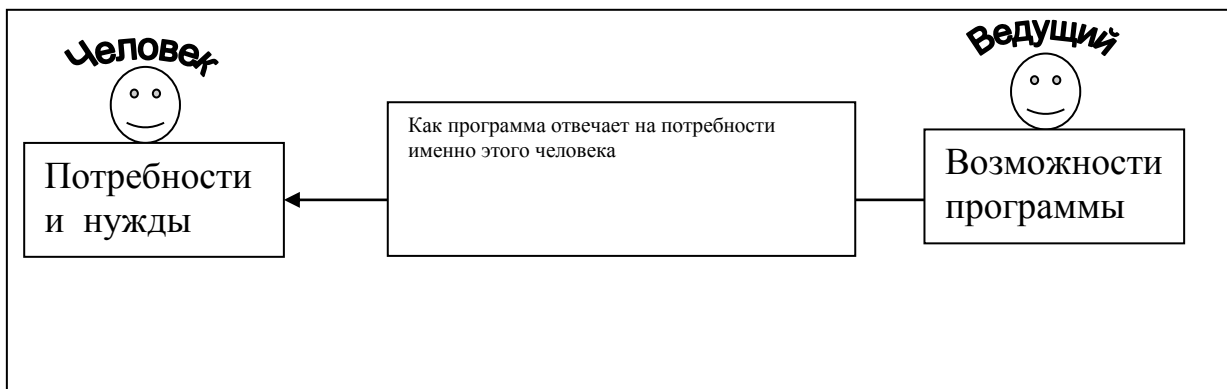 Человек
Ведущий
Как программа отвечает на потребности
именно этого человека
Потребности
и нужды
Возможности
программы